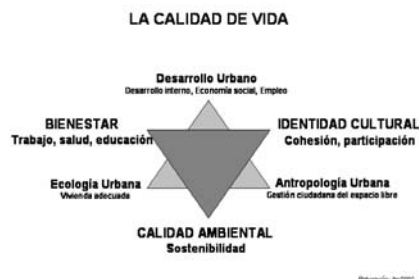 LA CALIDAD DE VIDA
Desarrollo Urbano
Desarrollo interno, Economía social, Empleo
BIENESTAR
Trabajo, salud, educación
IDENTIDAD CULTURAL
Cohesión, participación
Ecología Urbana
Vivienda adecuada
Antropología Urbana
Gestión ciudadana del espacio libre
CALIDAD AMBIENTAL
Sostenibilidad